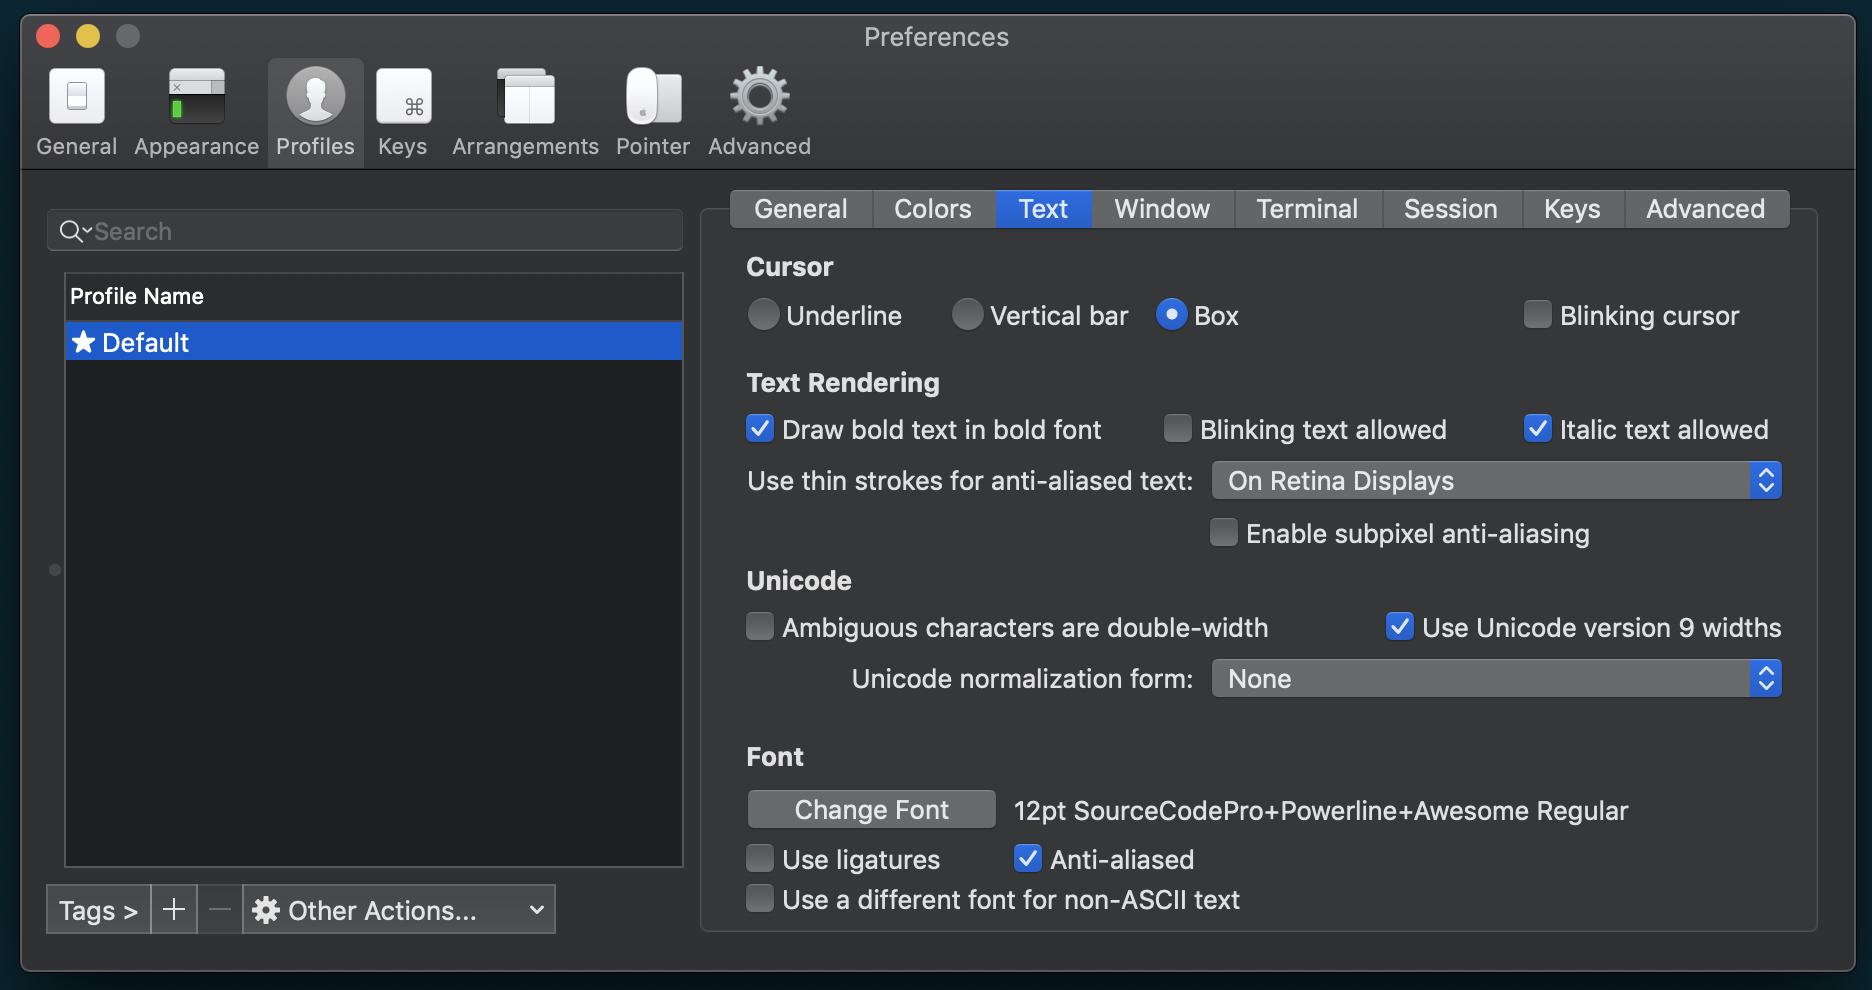 Preferences
General Appearance Profiles Keys Arrangements Pointer Advanced
Search
Profile Name
Default
Tags > + − Other Actions...
General Colors Text Window Terminal Session Keys Advanced
Cursor
Underline Vertical bar Box Blinking cursor
Text Rendering
Draw bold text in bold font Blinking text allowed Italic text allowed
Use thin strokes for anti-aliased text: On Retina Displays
Enable subpixel anti-aliasing
Unicode
Ambiguous characters are double-width Use Unicode version 9 widths
Unicode normalization form: None
Font
Change Font 12pt SourceCodePro+Powerline+Awesome Regular
Use ligatures Anti-aliased
Use a different font for non-ASCII text